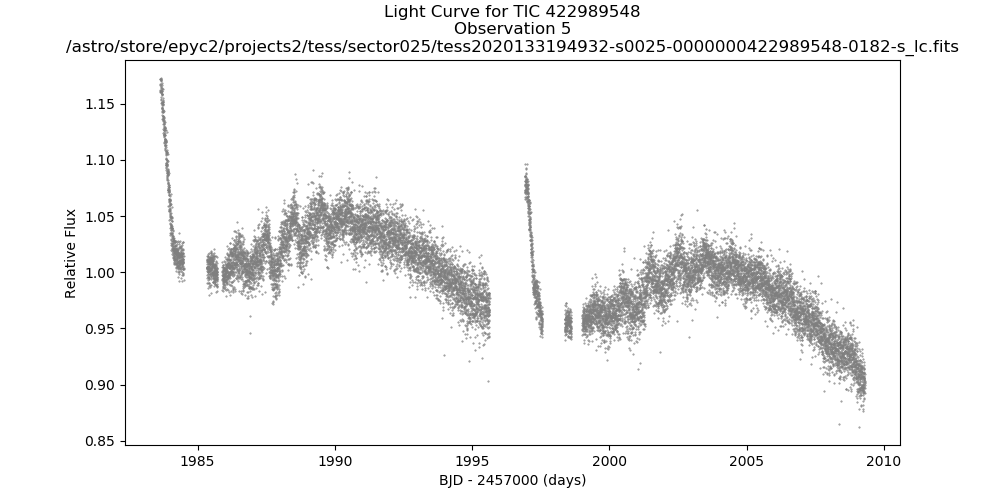 Light Curve for TIC 422989548
Observation 5
/astro/store/epyc2/projects2/tess/sector025/tess2020133194932-s0025-0000000422989548-0182-s_lc.fits
1.15
1.10
1.05
1.00
0.95
0.90
0.85
Relative Flux
1985
1990
1995
2000
2005
2010
BJD - 2457000 (days)